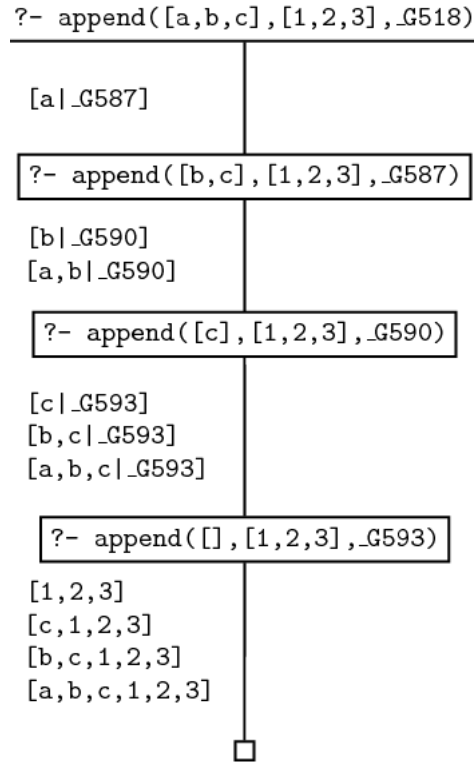 ?- append([a,b,c],[1,2,3],_G518)
[a|_G587]
?- append([b,c],[1,2,3],_G587)
[b|_G590]
[a,b|_G590]
?- append([c],[1,2,3],_G590)
[c|_G593]
[b,c|_G593]
[a,b,c|_G593]
?- append([],[1,2,3],_G593)
[1,2,3]
[c,1,2,3]
[b,c,1,2,3]
[a,b,c,1,2,3]